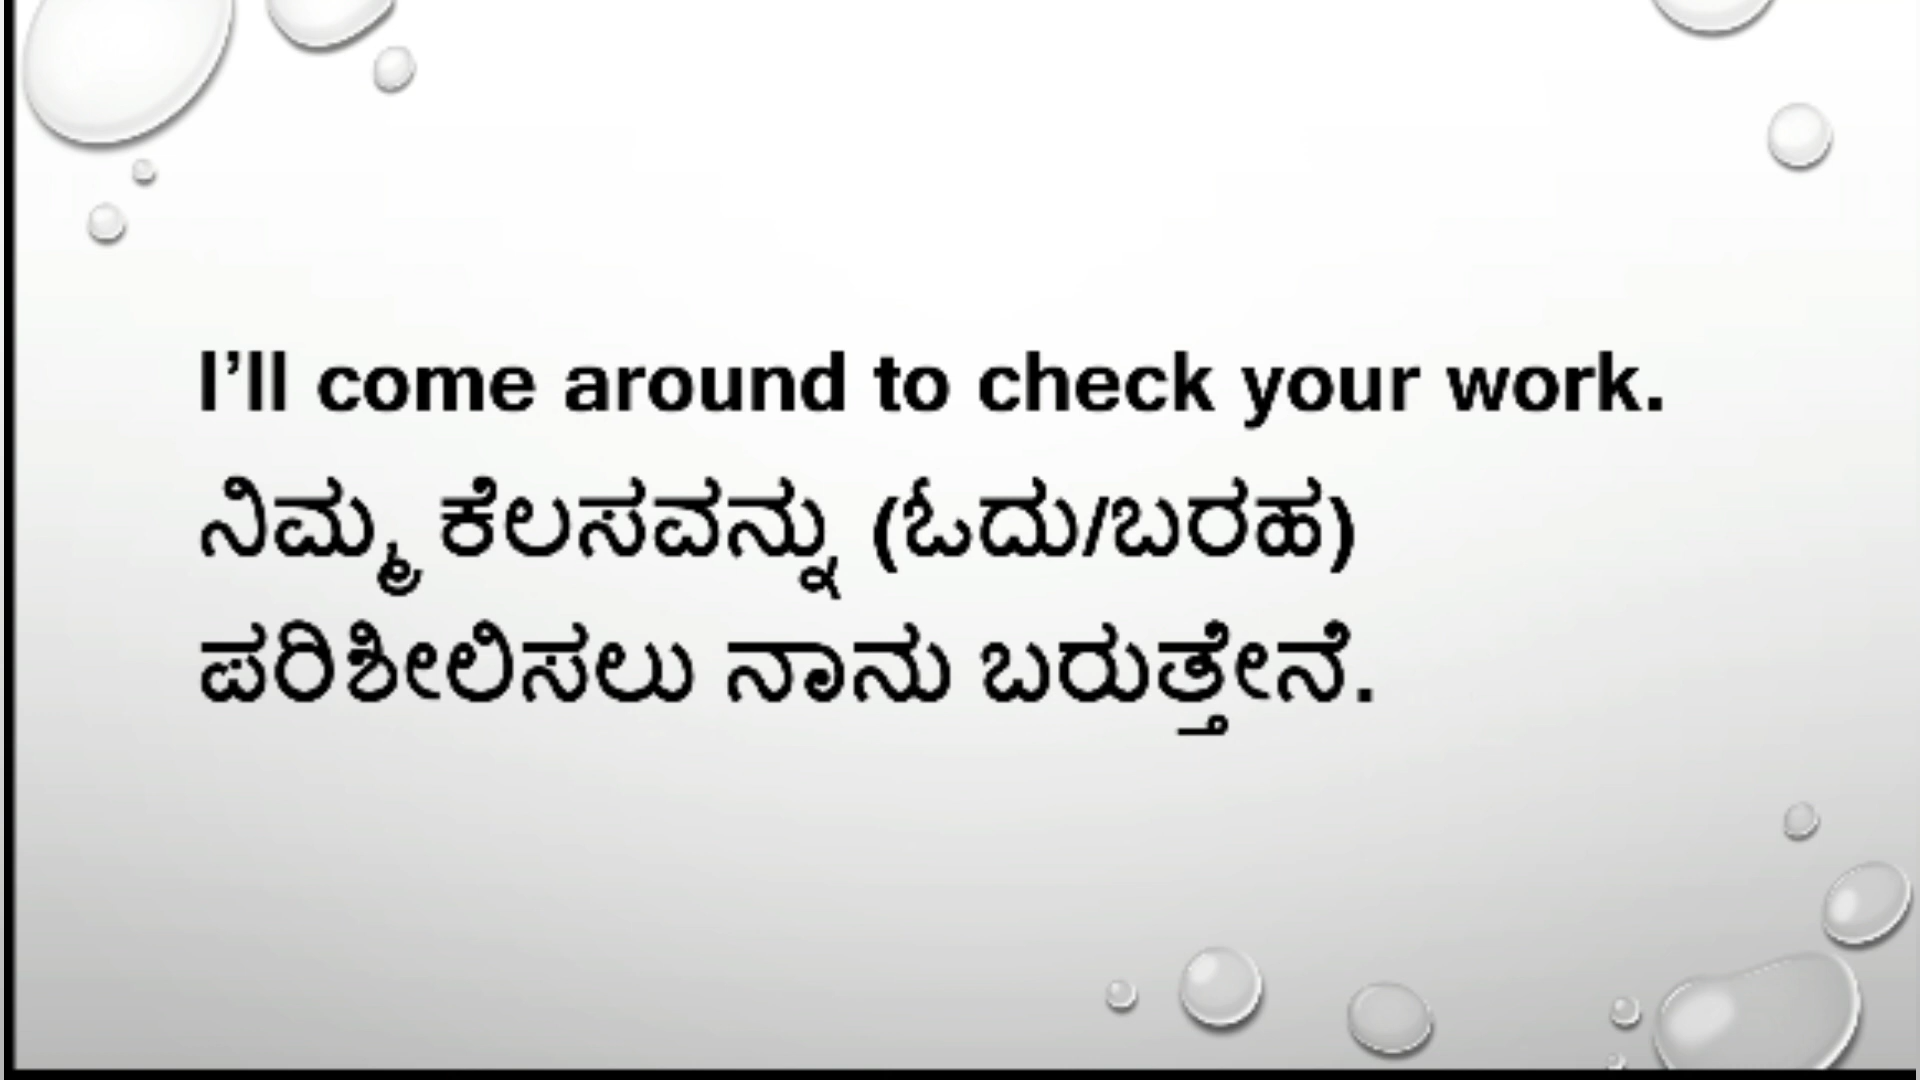 I’ll come around to check your work.
ನಿಮ್ಮ ಕೆಲಸವನ್ನು (ಓದು/ಬರಹ)
ಪರಿಶೀಲಿಸಲು ನಾನು ಬರುತ್ತೇನೆ.